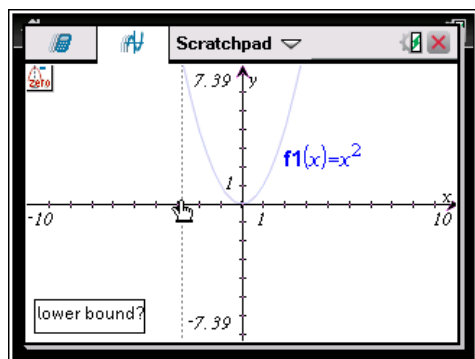 Scratchpad
zero
7.39 y
f1(x)=x²
1
x
-10 1 10
lower bound?
-7.39